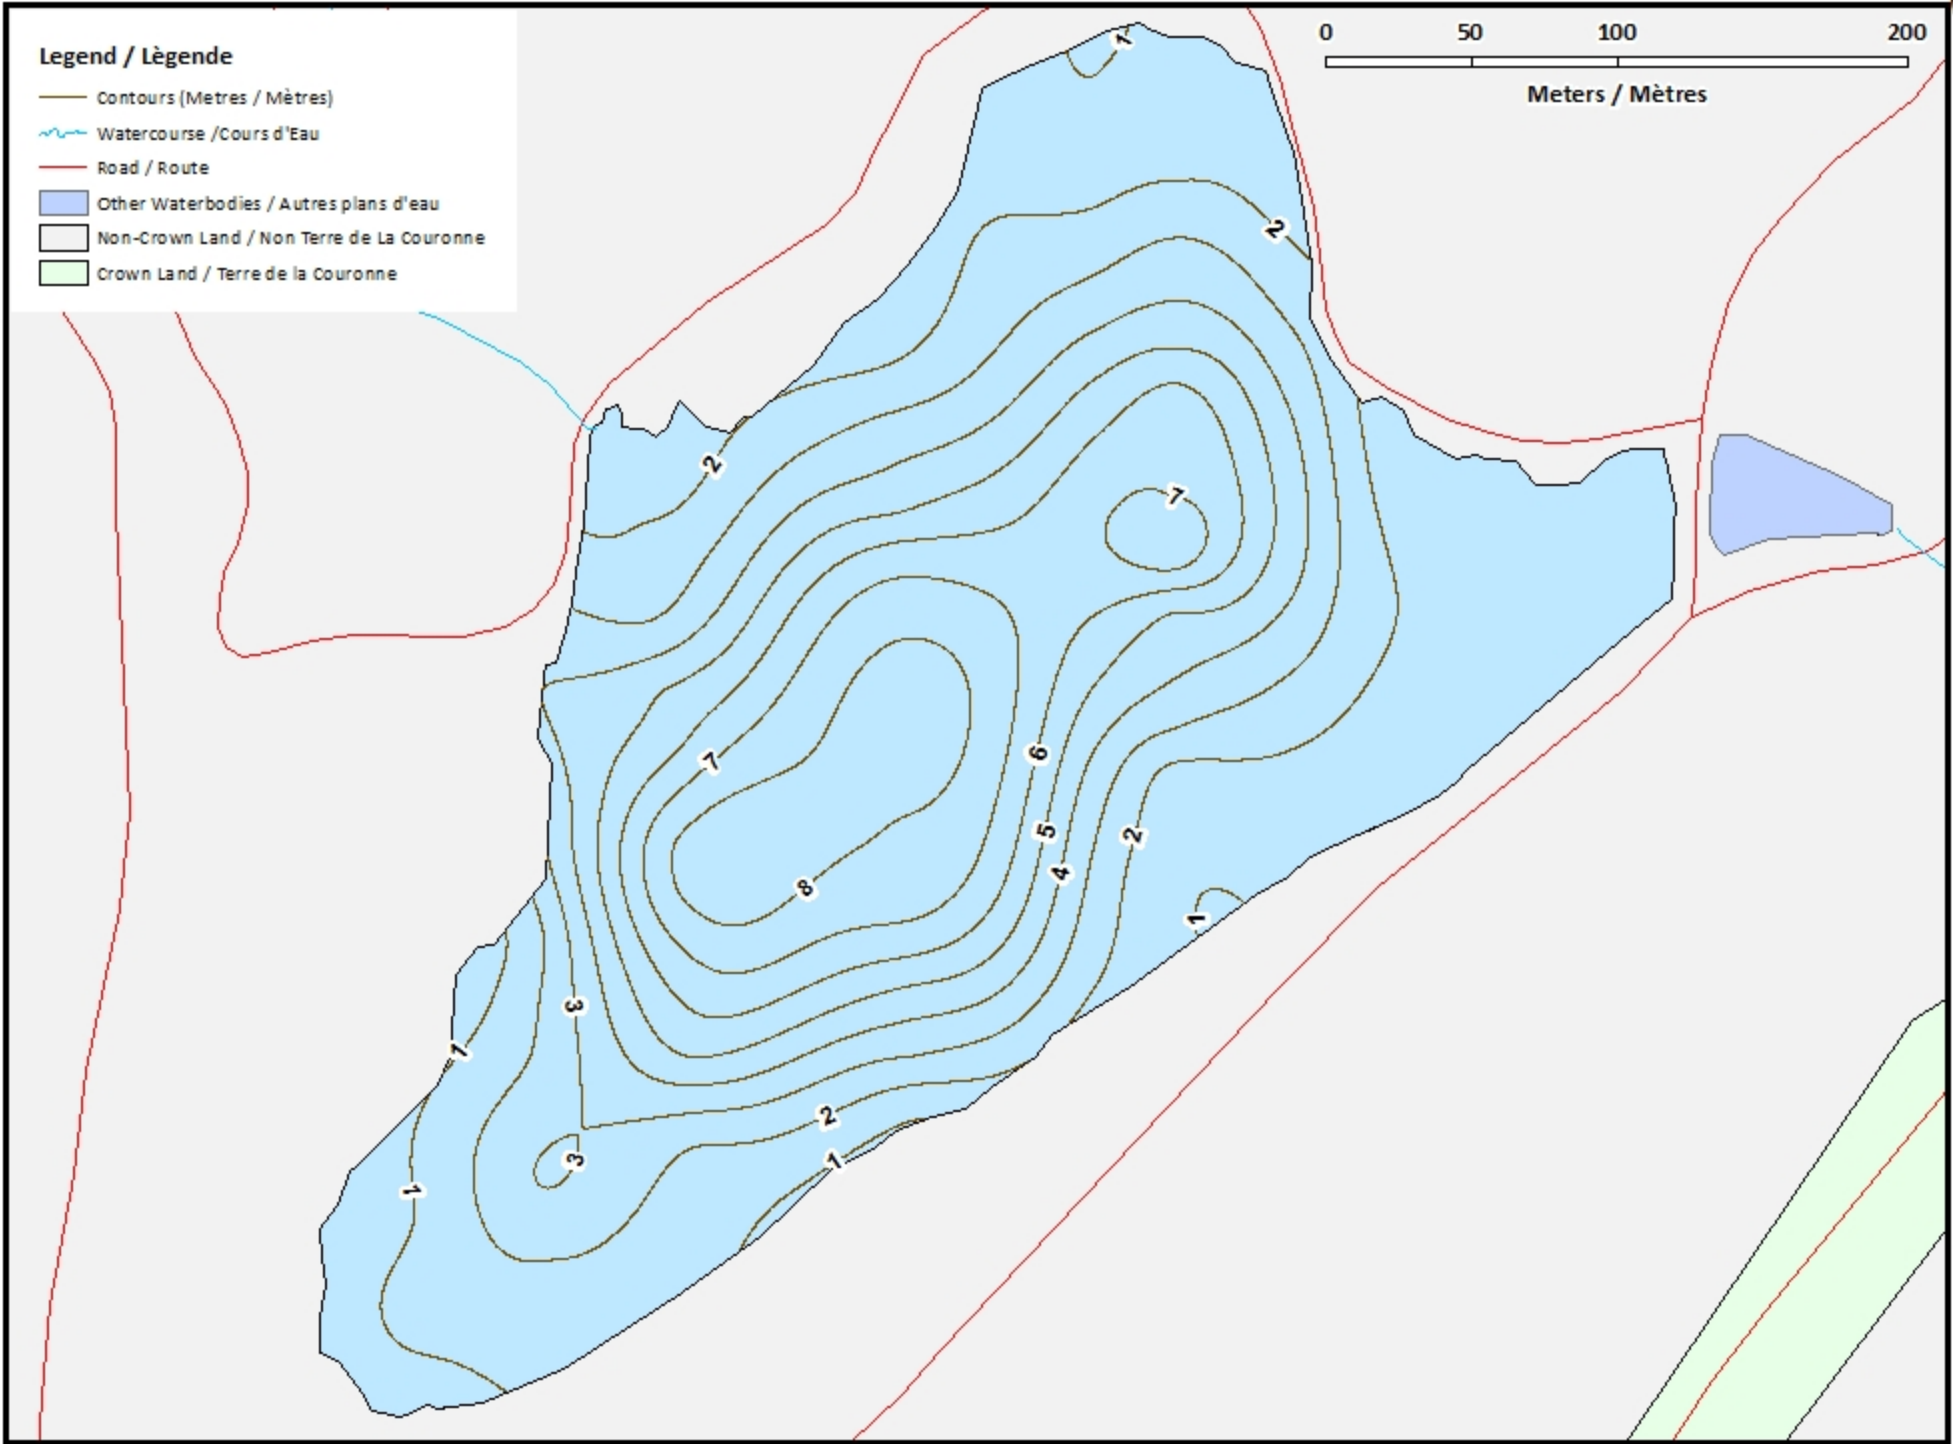 Legend / Lègende
Contours (Metres / Mètres)
Watercourse /Cours d'Eau
Road / Route
Other Waterbodies / Autres plans d'eau
Non-Crown Land / Non Terre de La Couronne
Crown Land / Terre de la Couronne
0 50 100 200
Meters / Mètres
1
2
2
7
6
7
5
2
4
8
1
3
1
2
3
1
1